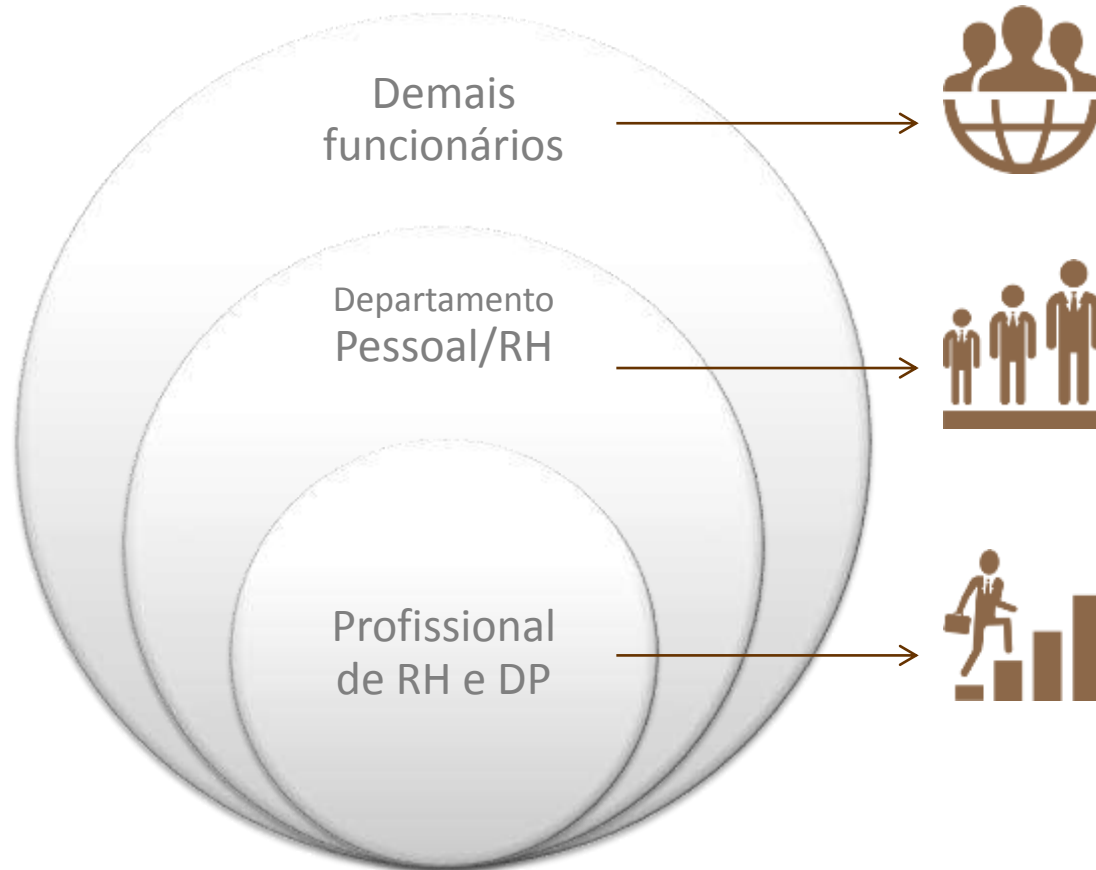 Demais
funcionários
Departamento
Pessoal/RH
Profissional
de RH e DP